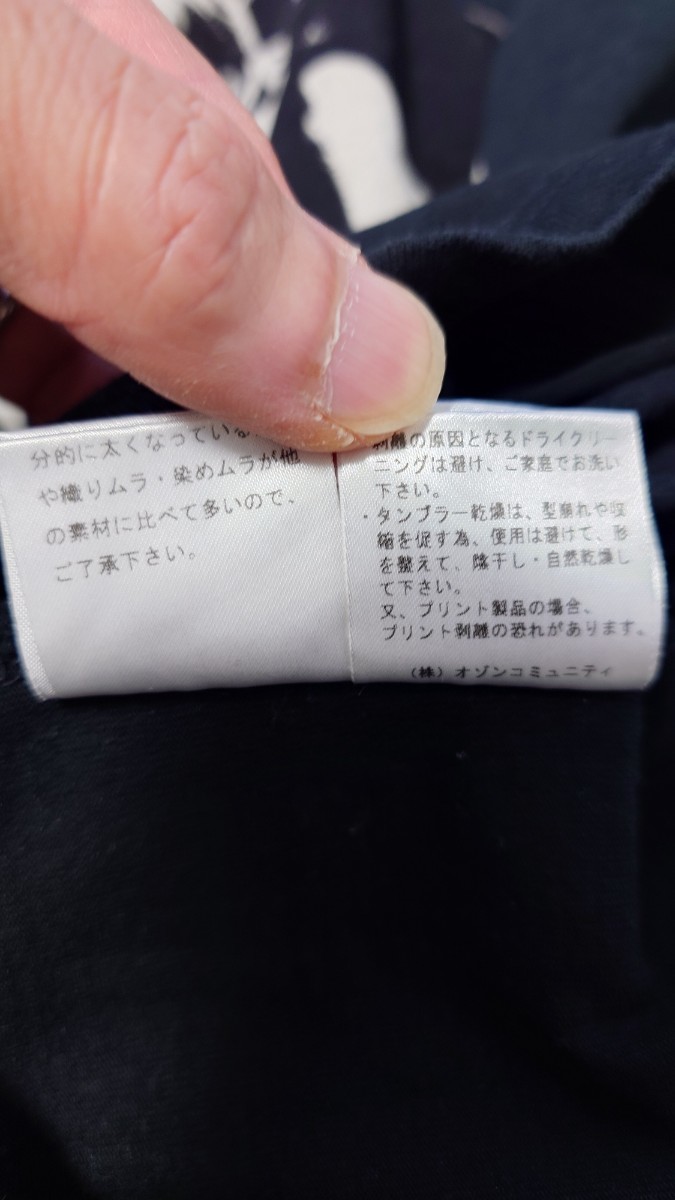 分的に太くなっている
や織りムラ・染めムラが他
の素材に比べて多いので、
ご了承下さい。
剥離の原因となるドライクリー
ニングは避け、ご家庭でお洗い
下さい。
・タンブラー乾燥は、型崩れや収
縮を促す為、使用は避けて、形
を整えて、陰干し・自然乾燥し
て下さい。
又、プリント製品の場合、
プリント剥離の恐れがあります。
（株）オゾンコミュニティ